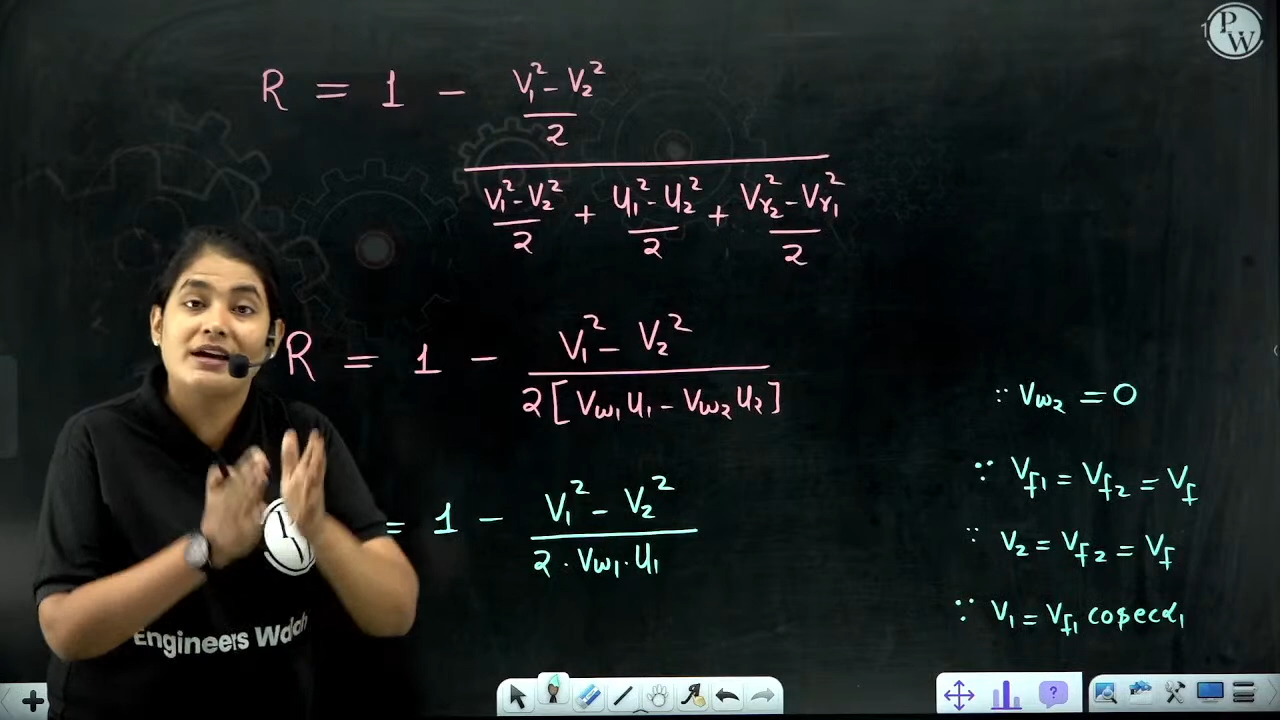 PW
R = 1 - (V₁² - V₂²)/2
(V₁² - V₂²)/2 + (u₁² - u₂²)/2 + (Vr₂² - Vr₁²)/2
R = 1 - (V₁² - V₂²)/(2[Vw₁u₁ - Vw₂u₂])
= 1 - (V₁² - V₂²)/(2·Vw₁·u₁)
∵ Vw₂ = 0
∵ Vf₁ = Vf₂ = Vf
∵ V₂ = Vf₂ = Vf
∵ V₁ = Vf₁ cosecα₁
Engineers Wallah